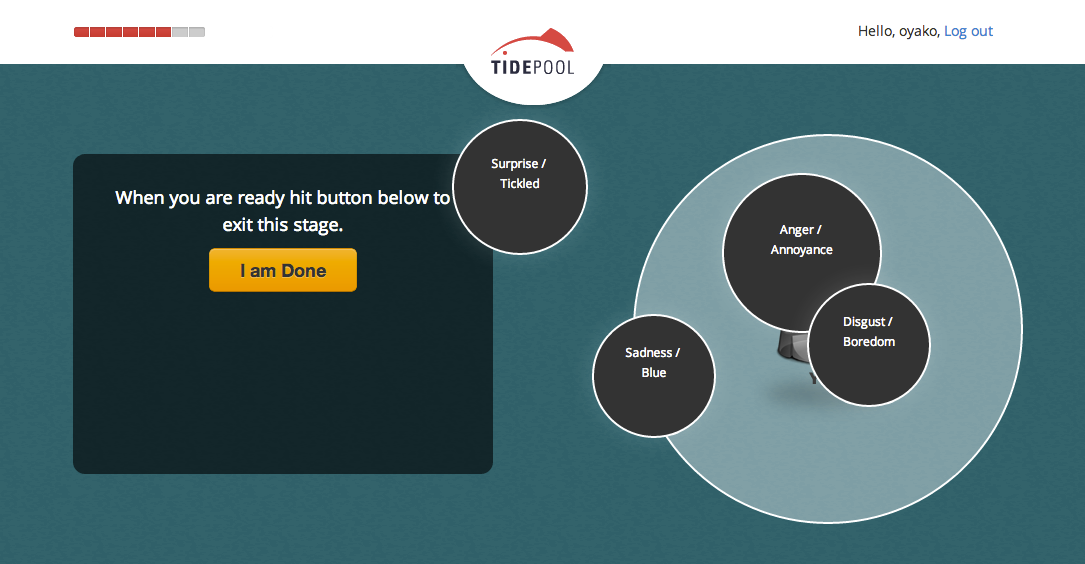 Hello, oyako, Log out
TIDEPOOL
Surprise /
Tickled
When you are ready hit button below to
exit this stage.
I am Done
Anger /
Annoyance
Disgust /
Boredom
Sadness /
Blue